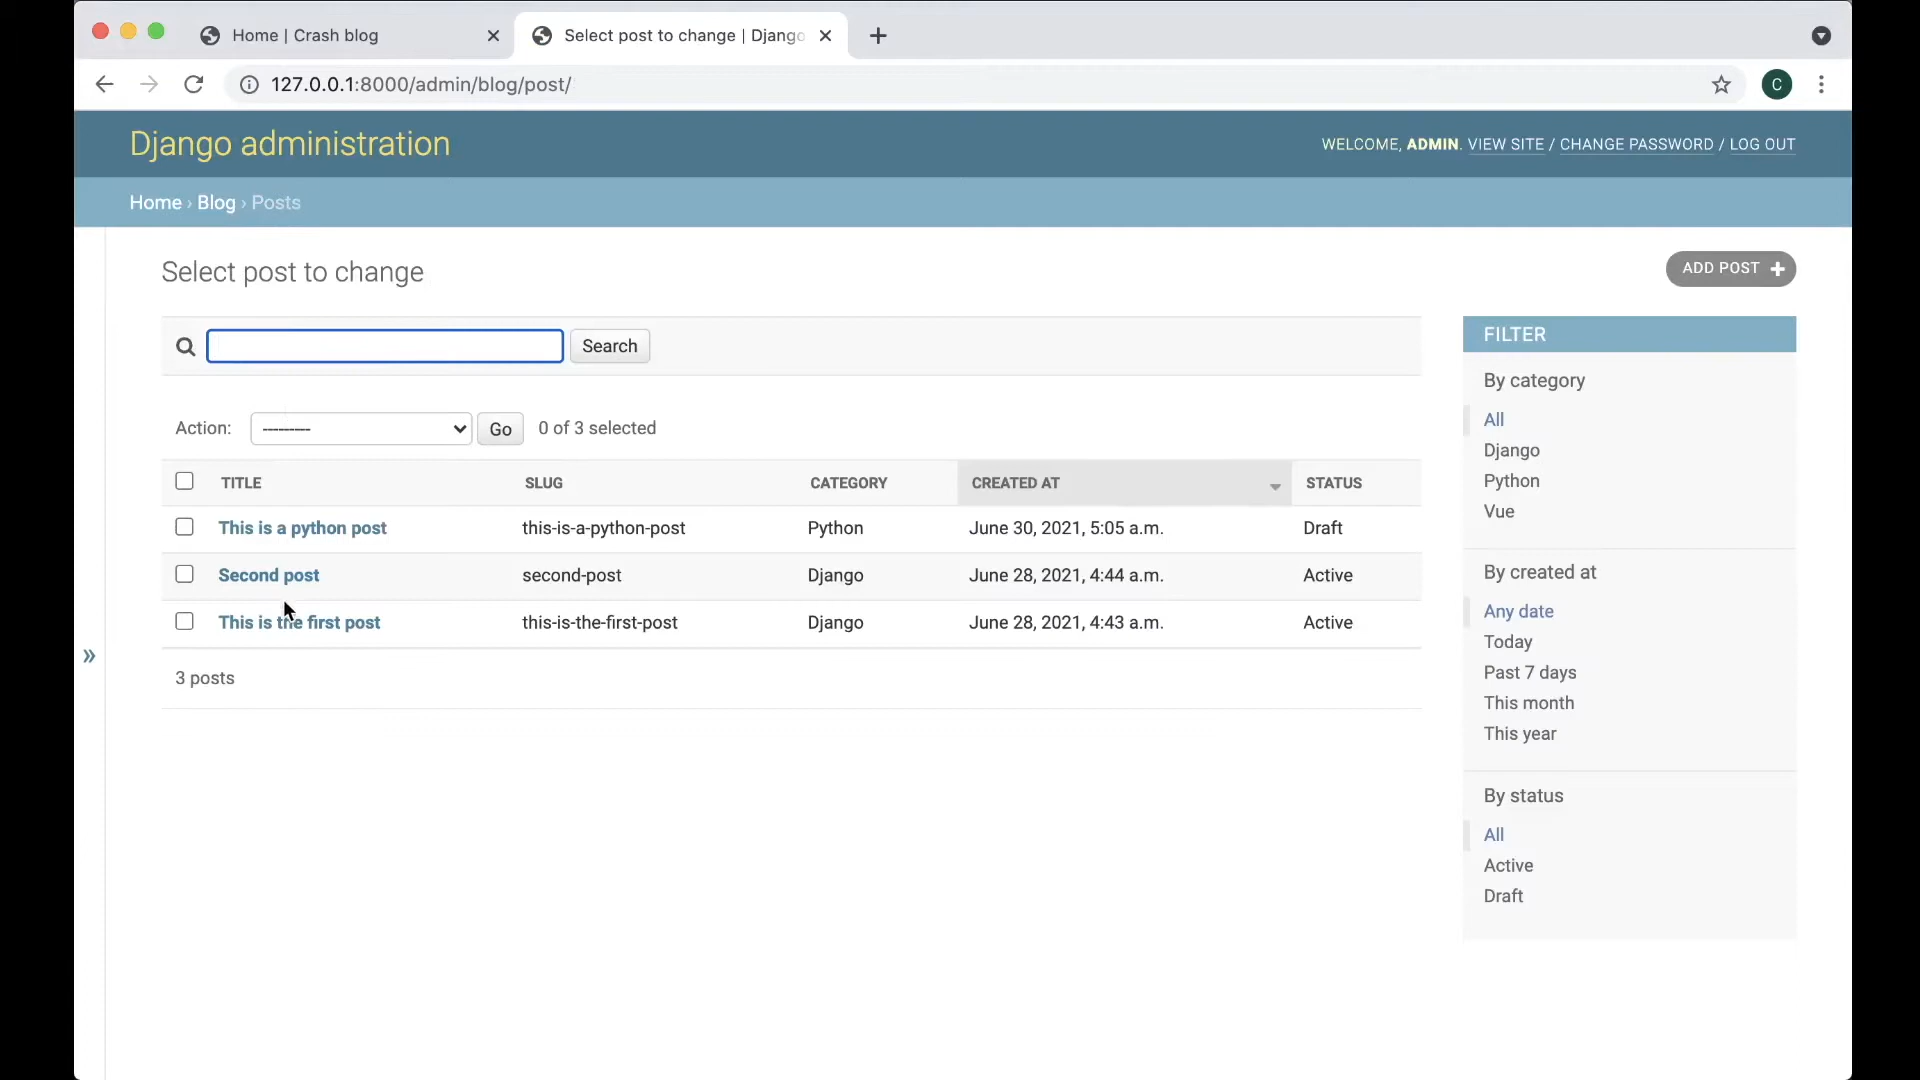 Home | Crash blog
Select post to change | Django
127.0.0.1:8000/admin/blog/post/
C
Django administration
WELCOME, ADMIN. VIEW SITE / CHANGE PASSWORD / LOG OUT
Home › Blog › Posts
Select post to change
ADD POST +
Search
FILTER
By category
All
Django
Python
Vue
By created at
Any date
Today
Past 7 days
This month
This year
By status
All
Active
Draft
Action: --------- Go 0 of 3 selected
TITLE SLUG CATEGORY CREATED AT STATUS
This is a python post this-is-a-python-post Python June 30, 2021, 5:05 a.m. Draft
Second post second-post Django June 28, 2021, 4:44 a.m. Active
This is the first post this-is-the-first-post Django June 28, 2021, 4:43 a.m. Active
»
3 posts